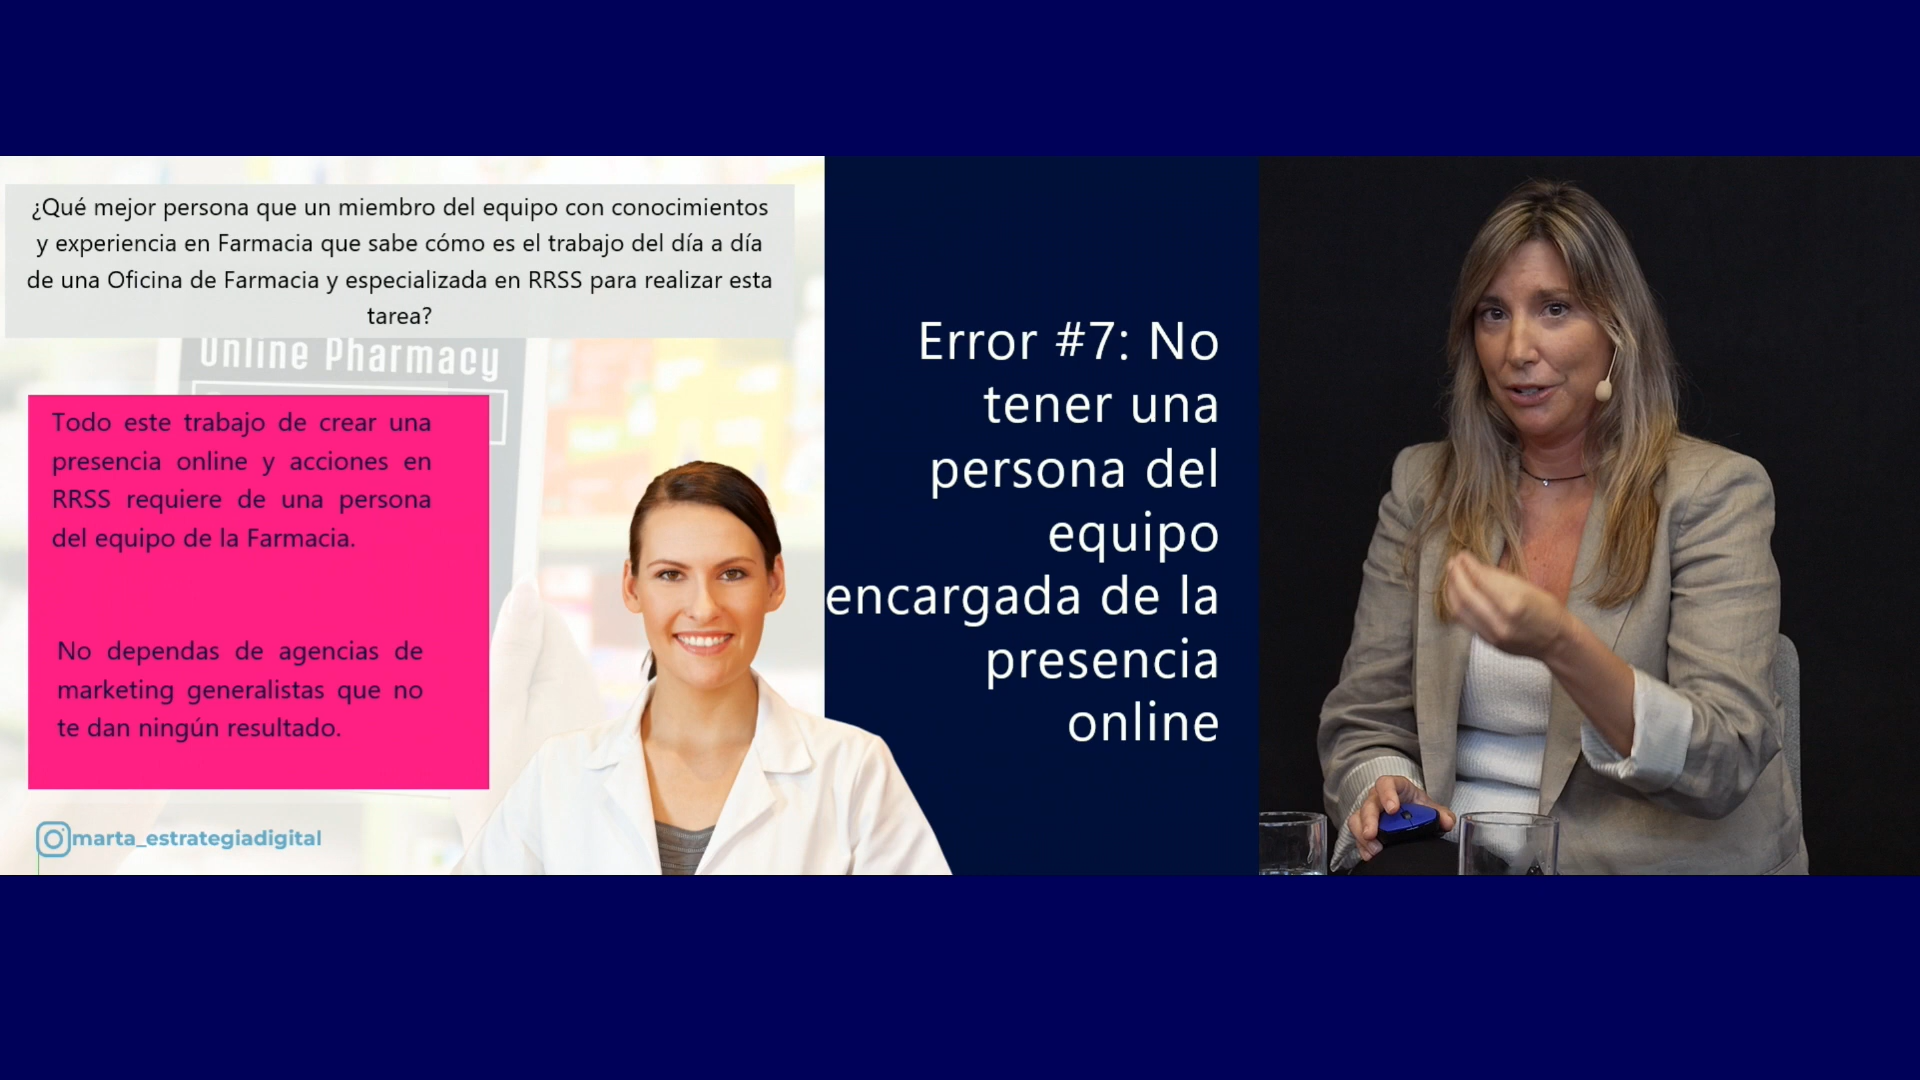 ¿Qué mejor persona que un miembro del equipo con conocimientos
y experiencia en Farmacia que sabe cómo es el trabajo del día a día
de una Oficina de Farmacia y especializada en RRSS para realizar esta
tarea?
Online Pharmacy
Todo este trabajo de crear una
presencia online y acciones en
RRSS requiere de una persona
del equipo de la Farmacia.
No dependas de agencias de
marketing generalistas que no
te dan ningún resultado.
marta_estrategiadigital
Error #7: No
tener una
persona del
equipo
encargada de la
presencia
online